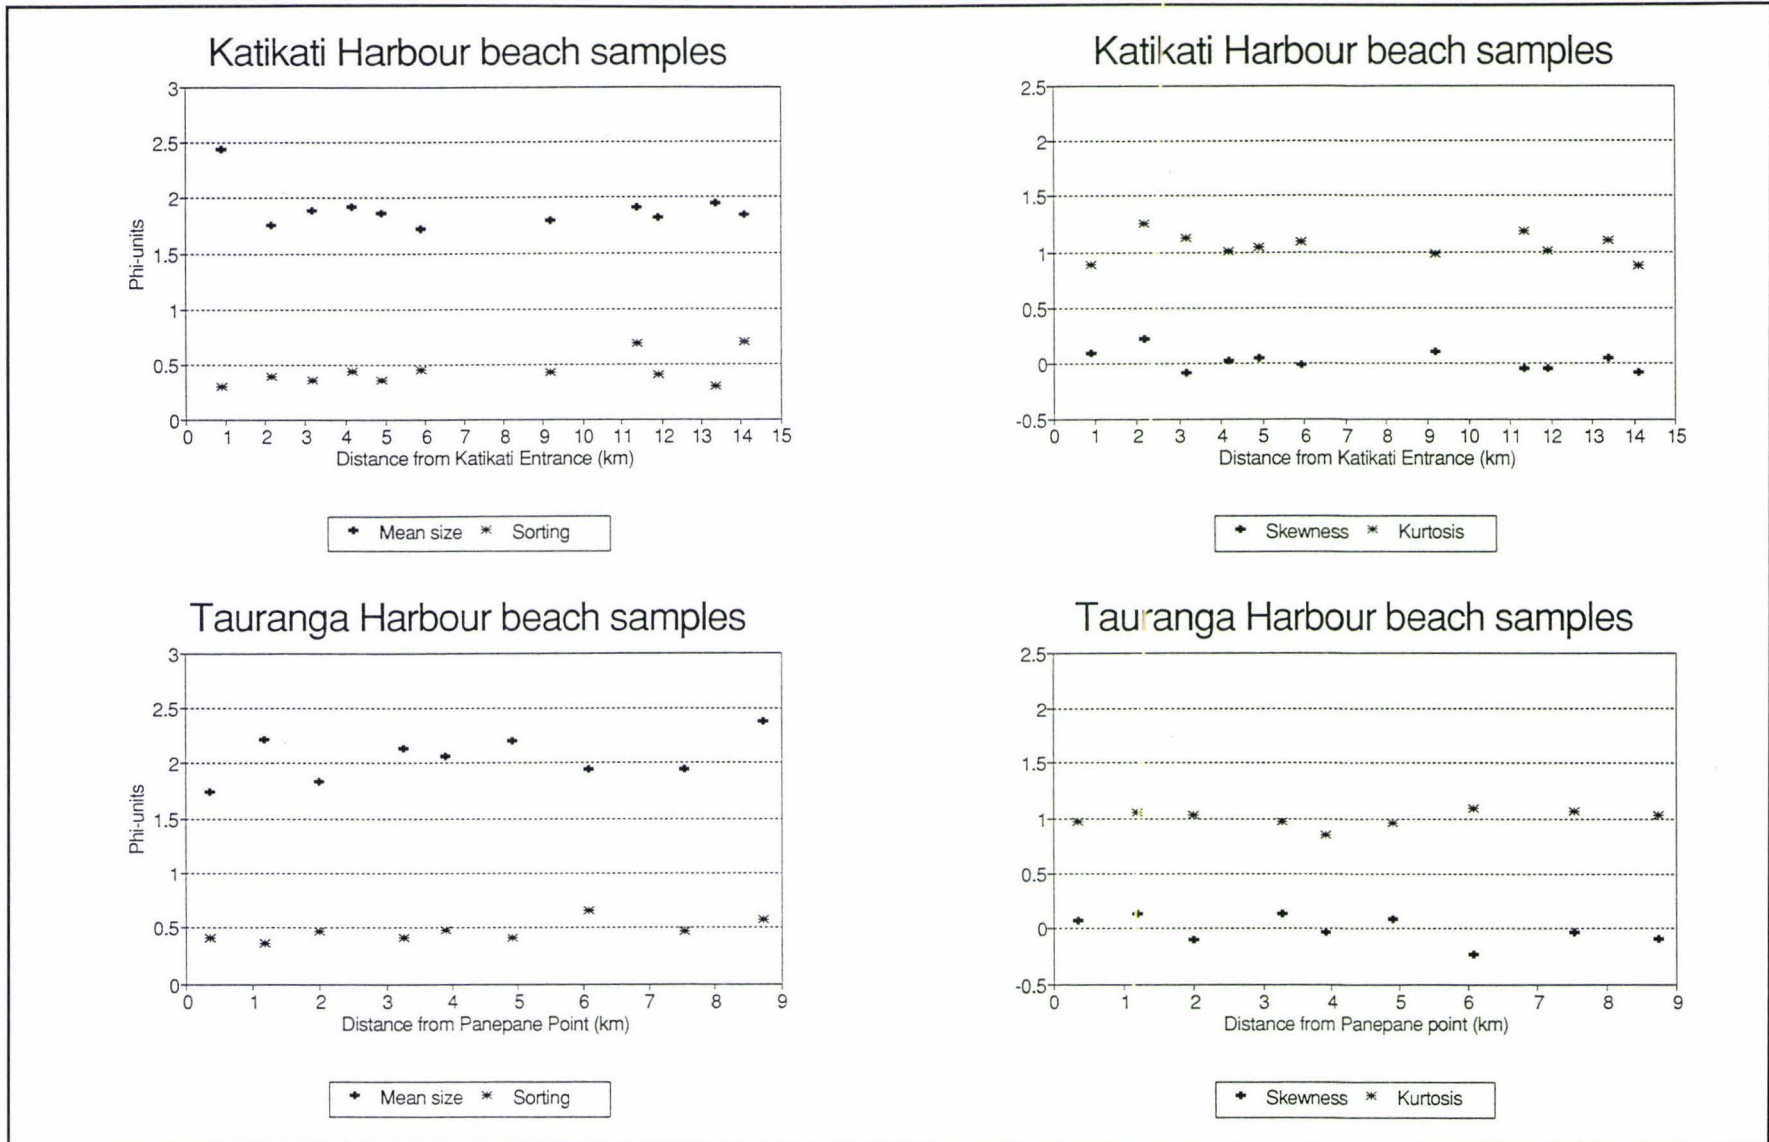 Katikati Harbour beach samples
3
2.5
2
1.5
1
0.5
0
Phi-units
0 1 2 3 4 5 6 7 8 9 10 11 12 13 14 15
Distance from Katikati Entrance (km)
Mean size Sorting
Katikati Harbour beach samples
2.5
2
1.5
1
0.5
0
-0.5
0 1 2 3 4 5 6 7 8 9 10 11 12 13 14 15
Distance from Katikati Entrance (km)
Skewness Kurtosis
Tauranga Harbour beach samples
3
2.5
2
1.5
1
0.5
0
Phi-units
0 1 2 3 4 5 6 7 8 9
Distance from Panepane Point (km)
Mean size Sorting
Tauranga Harbour beach samples
2.5
2
1.5
1
0.5
0
-0.5
0 1 2 3 4 5 6 7 8 9
Distance from Panepane point (km)
Skewness Kurtosis